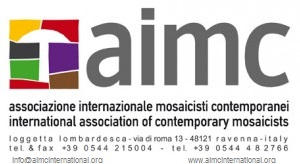 aimc
associazione internazionale mosaicisti contemporanei
international association of contemporary mosaicists
loggetta lombardesca - via di roma 13 - 48121 ravenna - italy
tel. & fax +39 0544 215004 - tel. +39 0544 482766
info@aimcinternational.org www.aimcinternational.org